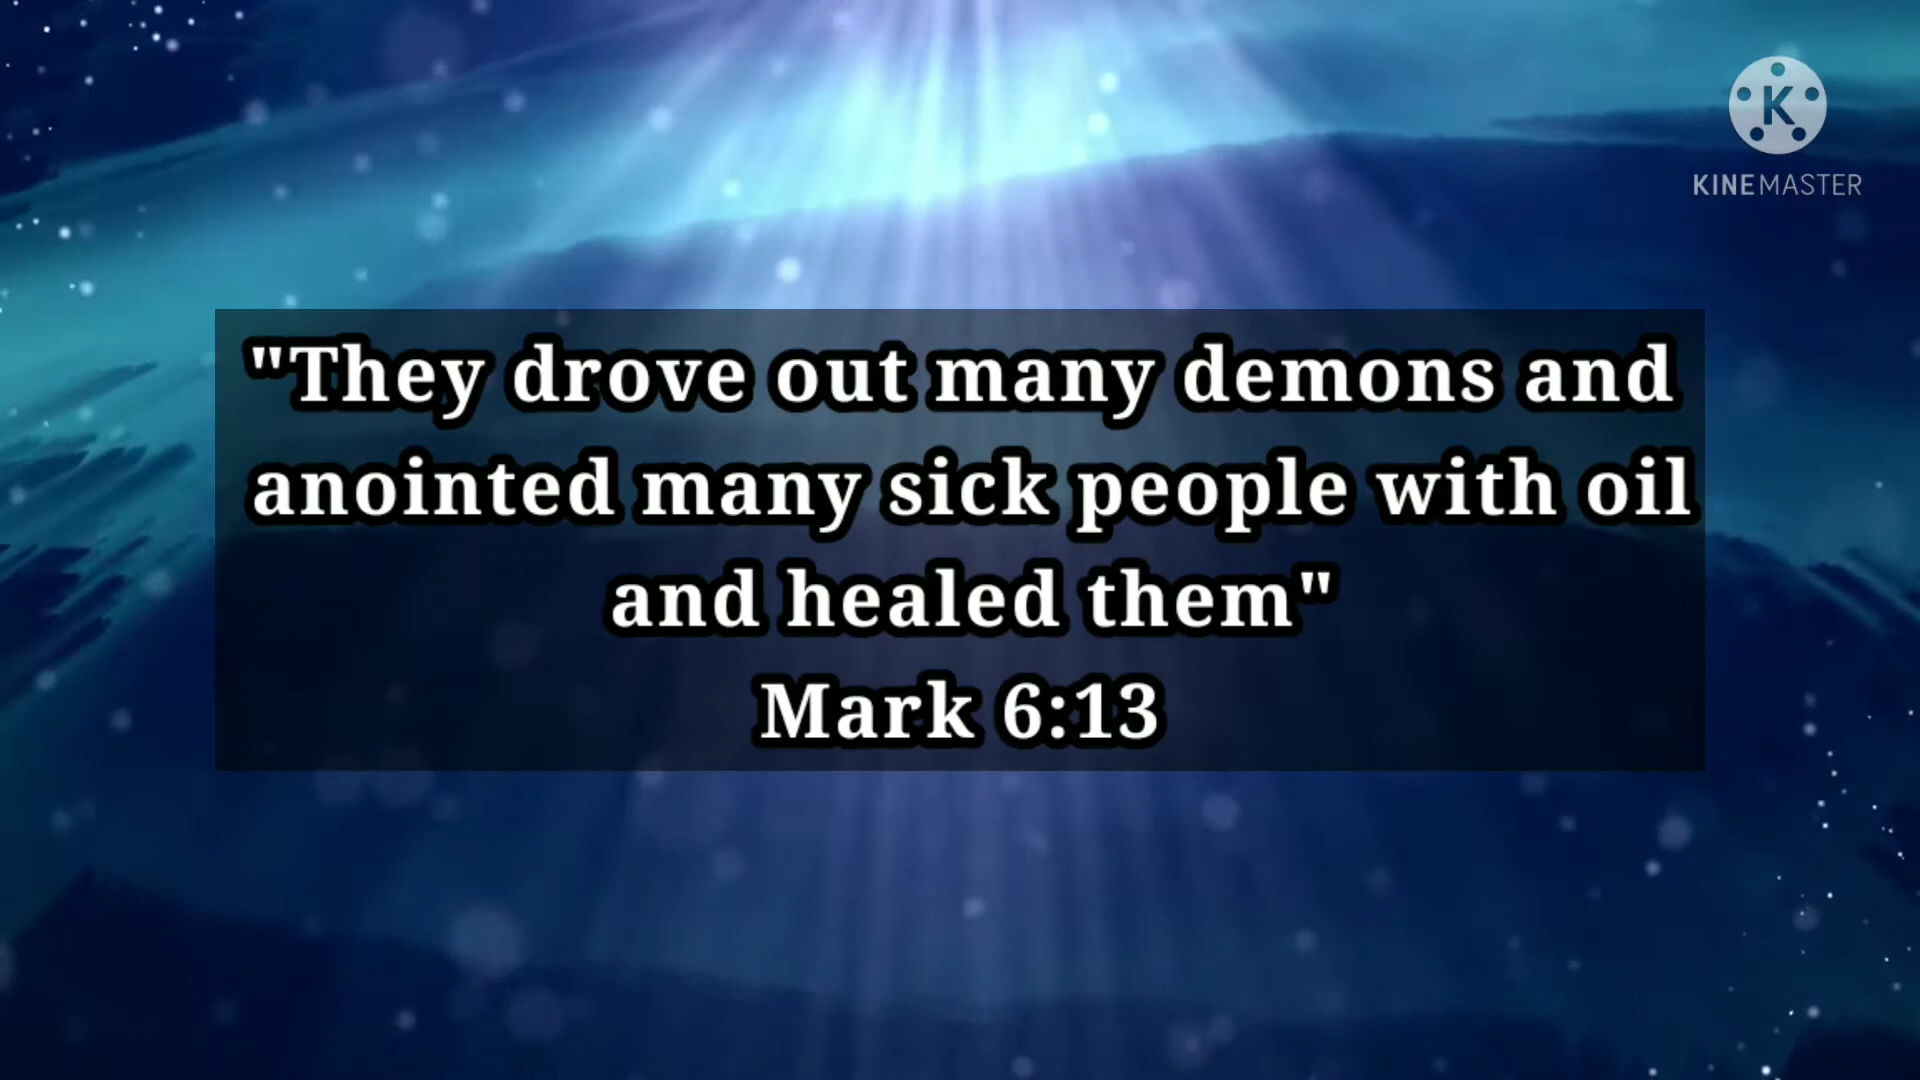 KINEMASTER
"They drove out many demons and
anointed many sick people with oil
and healed them"
Mark 6:13